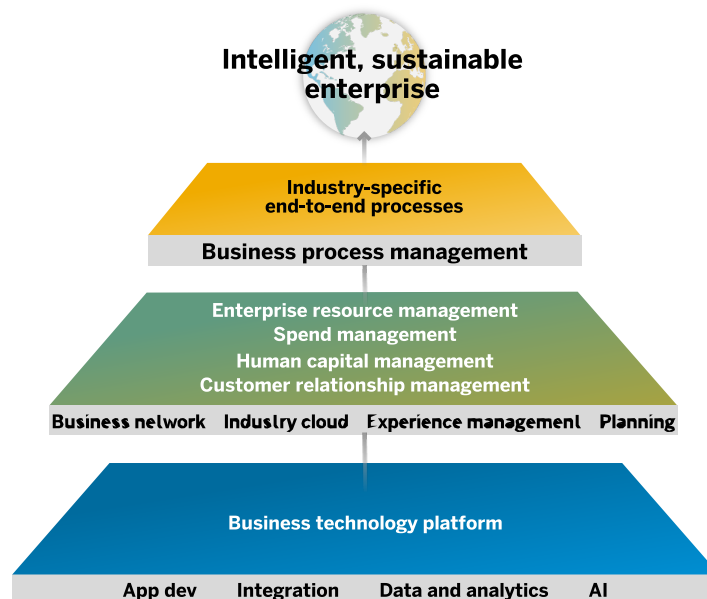 Intelligent, sustainable
enterprise
Industry-specific
end-to-end processes
Business process management
Enterprise resource management
Spend management
Human capital management
Customer relationship management
Business network Industry cloud Experience management Planning
Business technology platform
App dev Integration Data and analytics AI